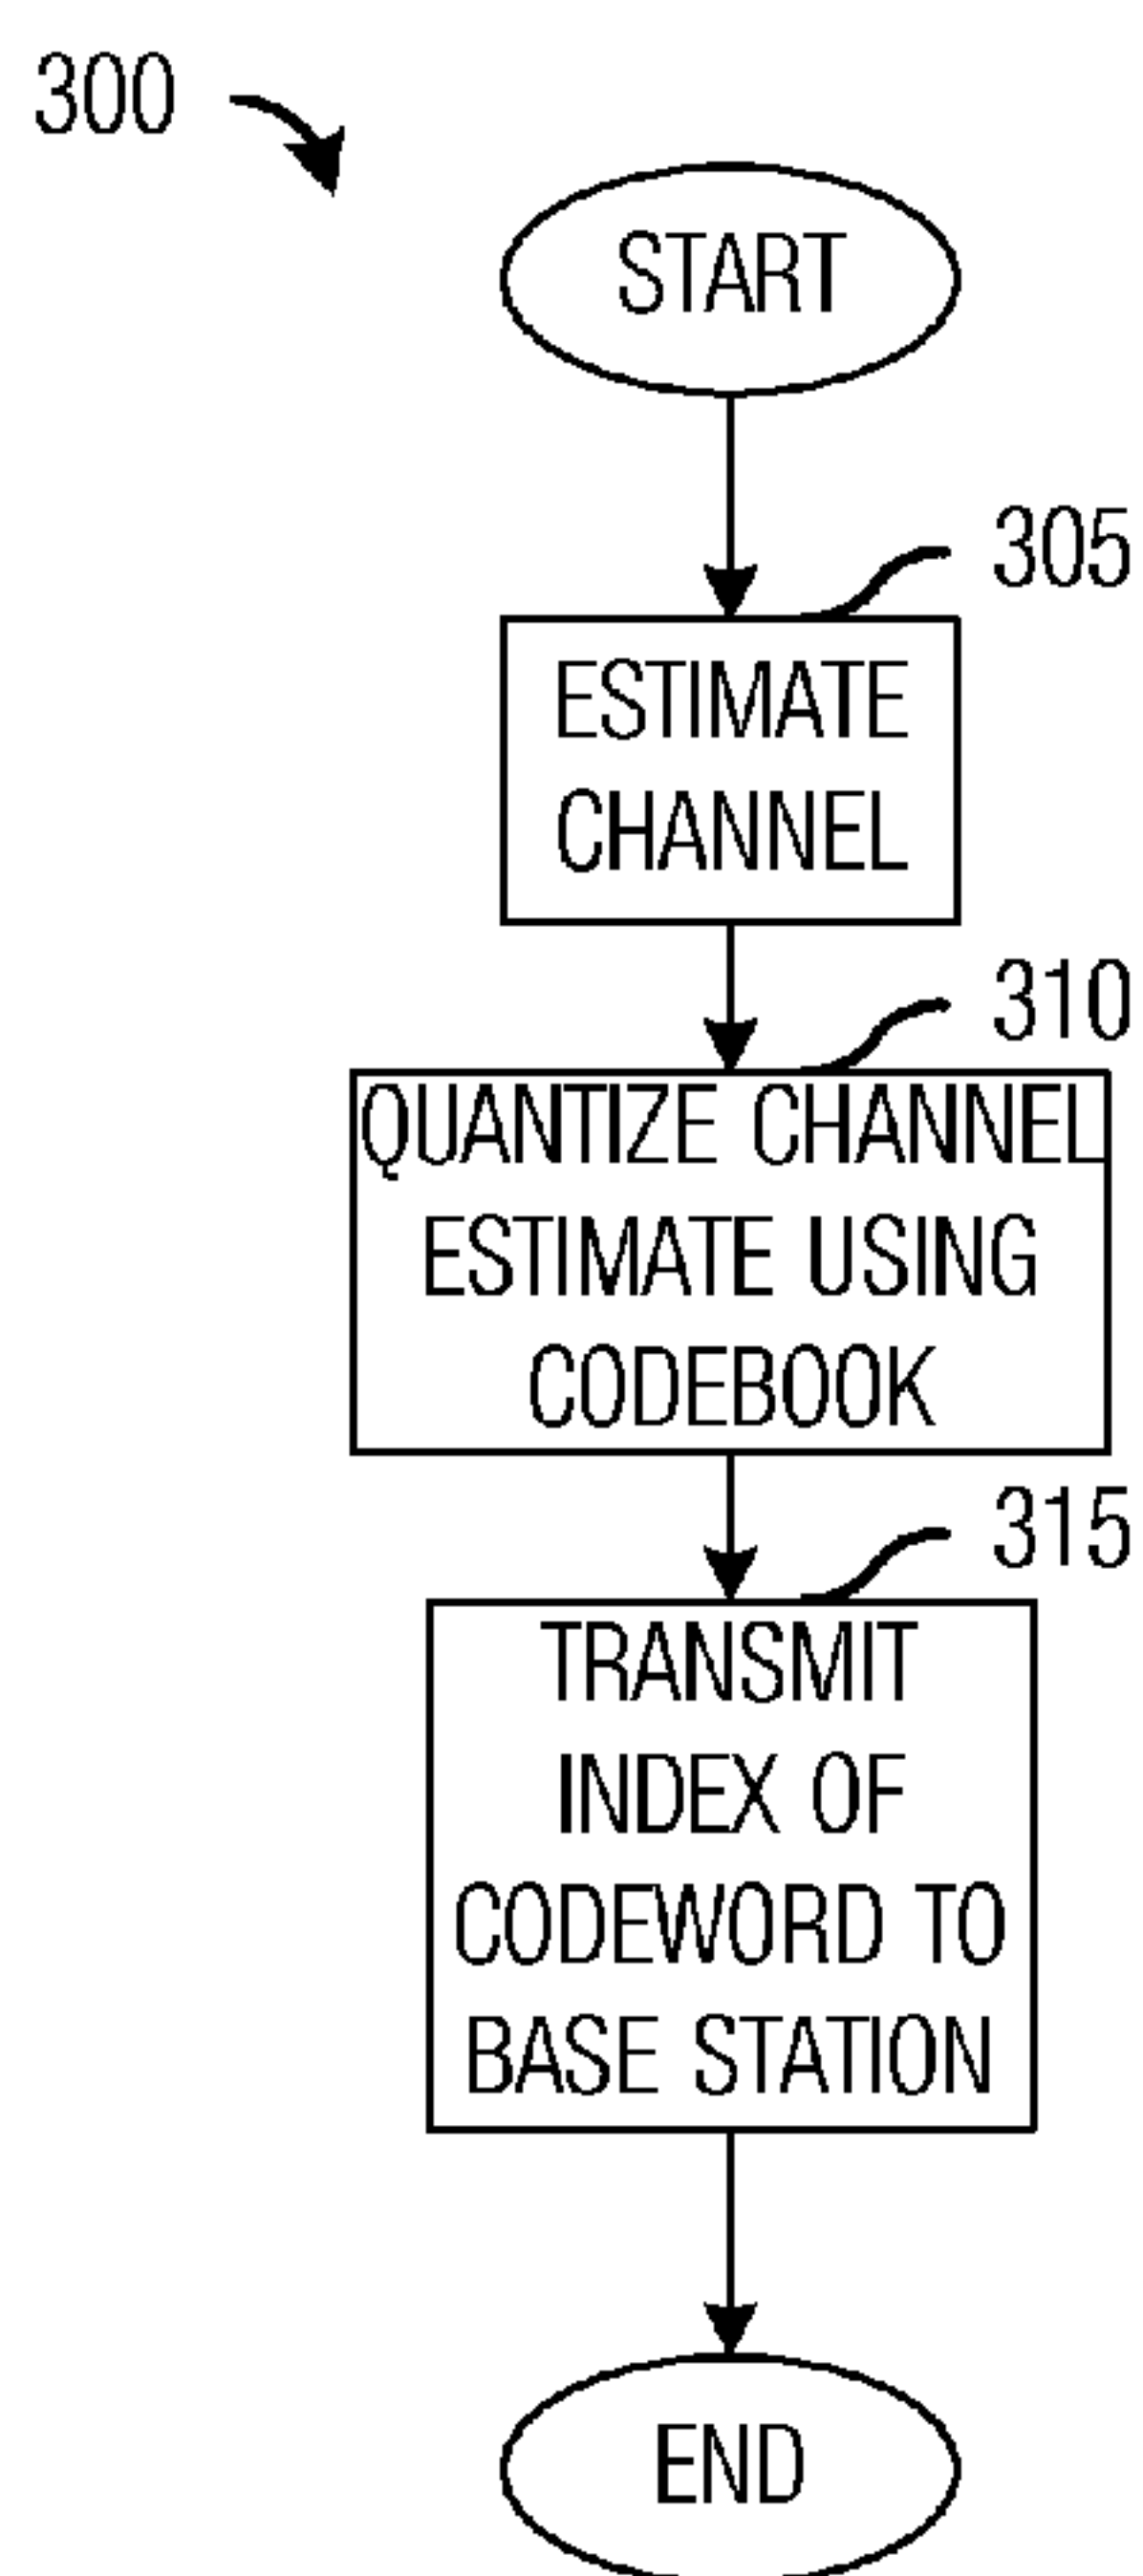 300
START
305
ESTIMATE
CHANNEL
310
QUANTIZE CHANNEL
ESTIMATE USING
CODEBOOK
315
TRANSMIT
INDEX OF
CODEWORD TO
BASE STATION
END